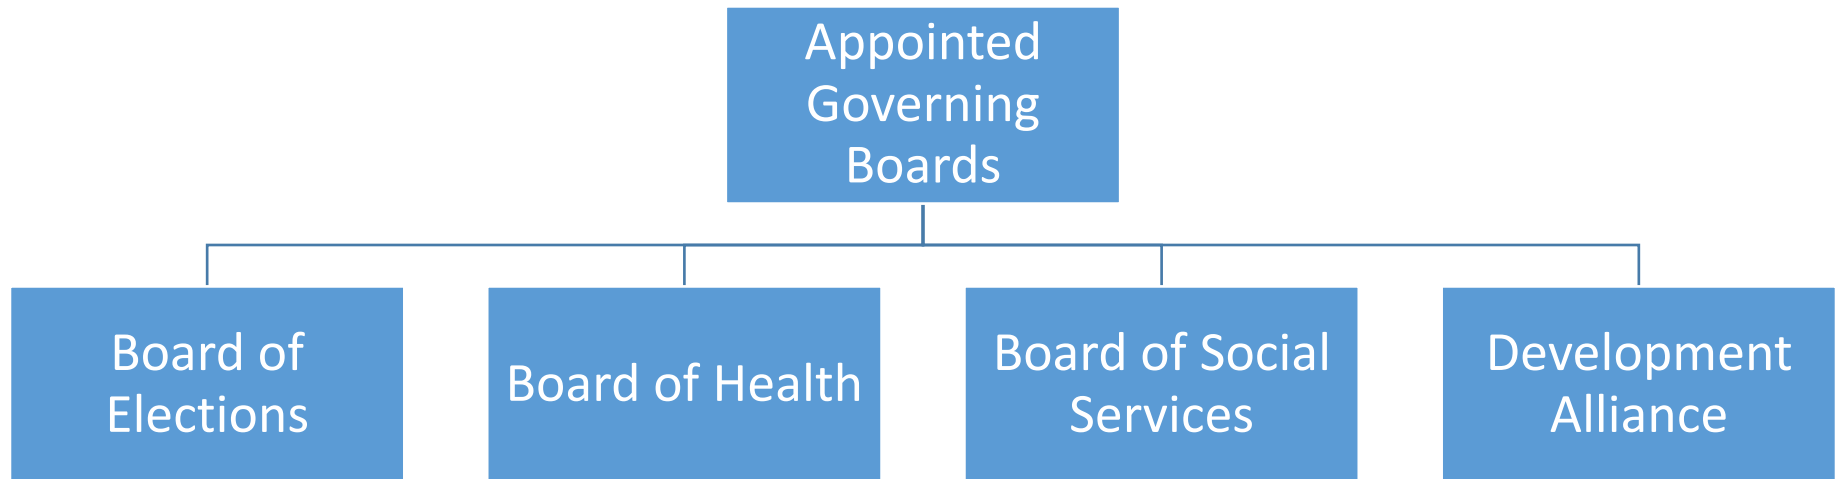 Appointed
Governing
Boards
Board of
Elections
Board of Health
Board of Social
Services
Development
Alliance